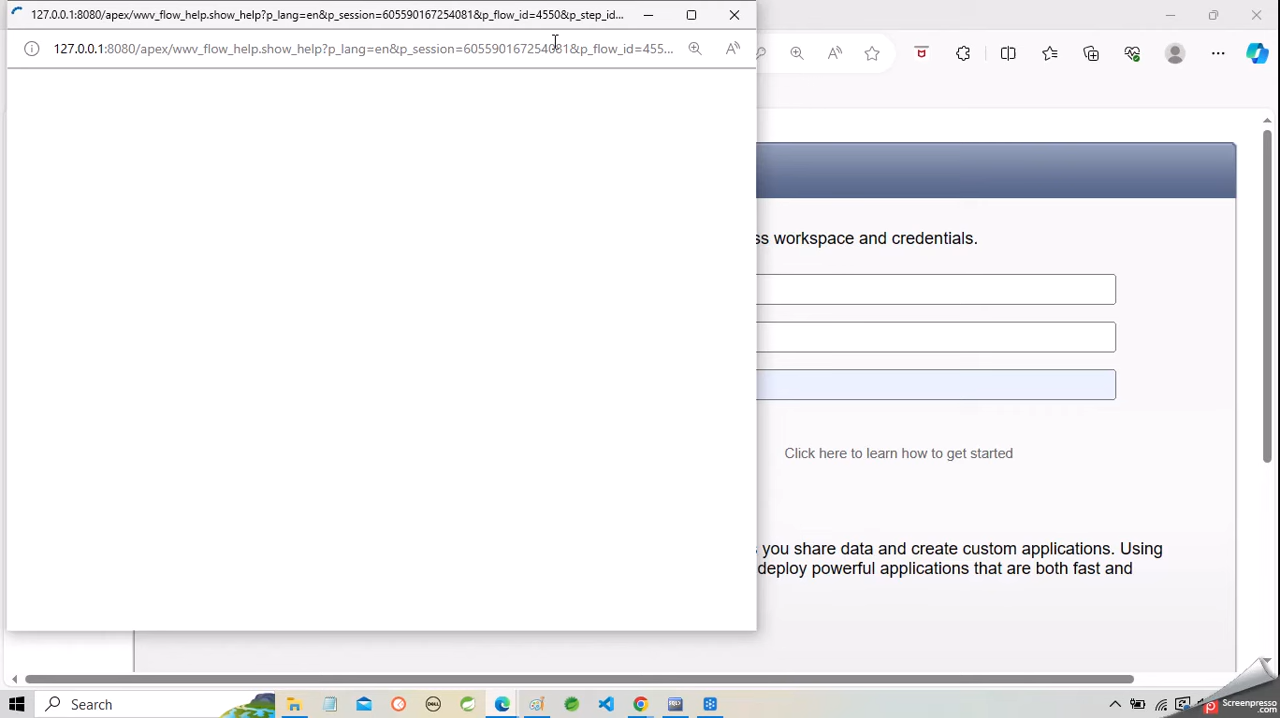 127.0.0.1:8080/apex/wwv_flow_help.show_help?p_lang=en&p_session=605590167254081&p_flow_id=4550&p_step_id...
127.0.0.1:8080/apex/wwv_flow_help.show_help?p_lang=en&p_session=605590167254081&p_flow_id=455...
ss workspace and credentials.
Click here to learn how to get started
you share data and create custom applications. Using
deploy powerful applications that are both fast and
Search
Screenpresso
.com